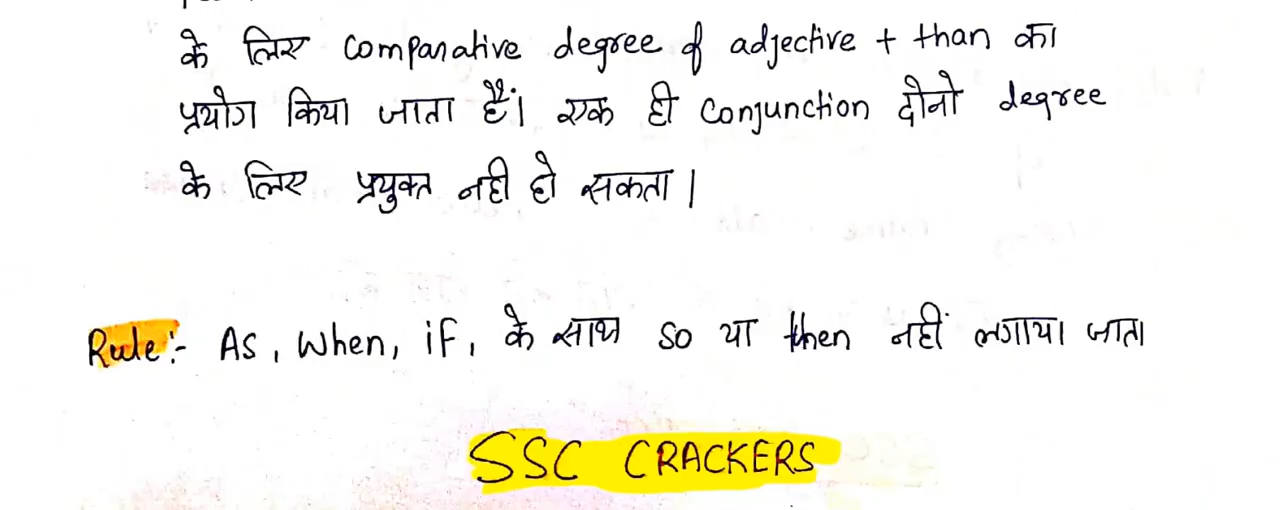 के लिए comparative degree of adjective + than का
प्रयोग किया जाता हैं। एक ही conjunction दोनो degree
के लिए प्रयुक्त नही हो सकता।
Rule:- As, when, if, के साथ so या then नहीं लगाया जाता
SSC CRACKERS